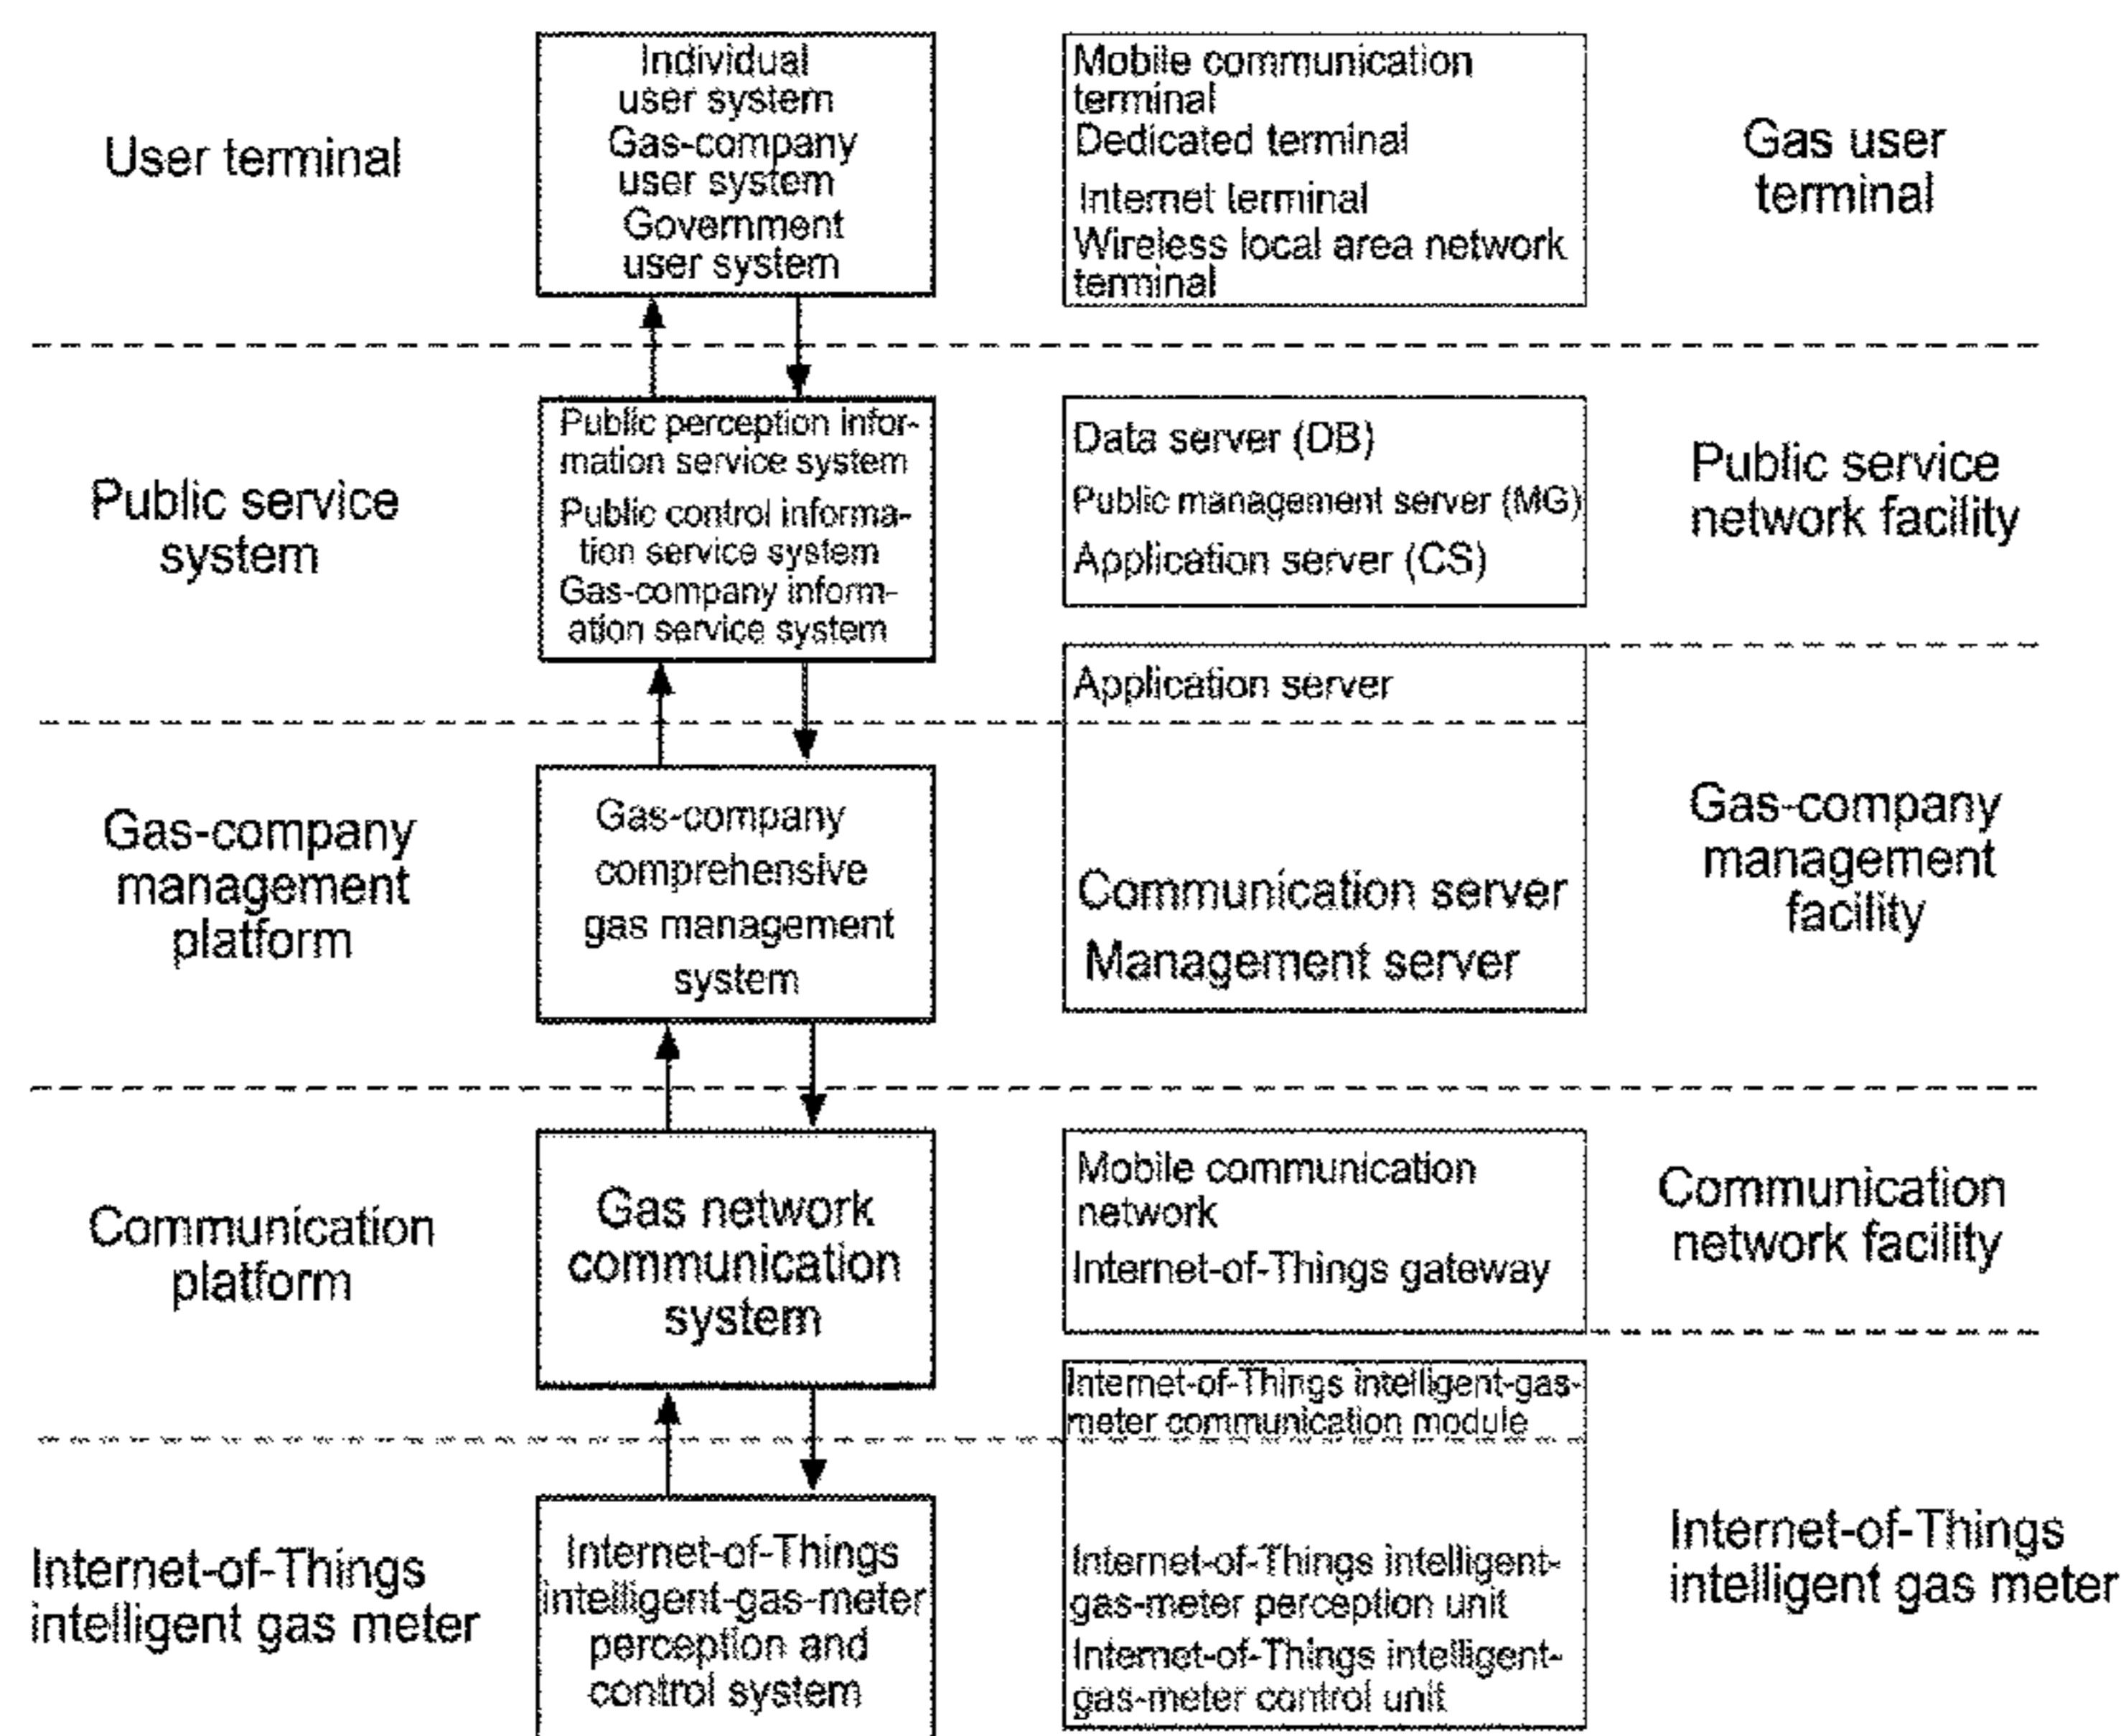 User terminal
Individual
user system
Gas-company
user system
Government
user system
Mobile communication
terminal
Dedicated terminal
Internet terminal
Wireless local area network
terminal
Gas user
terminal
Public service
system
Public perception infor-
mation service system
Public control informa-
tion service system
Gas-company inform-
ation service system
Data server (DB)
Public management server (MG)
Application server (CS)
Public service
network facility
Application server
Gas-company
management
platform
Gas-company
comprehensive
gas management
system
Communication server
Management server
Gas-company
management
facility
Communication
platform
Gas network
communication
system
Mobile communication
network
Internet-of-Things gateway
Communication
network facility
Internet-of-Things intelligent-gas-
meter communication module
Internet-of-Things
intelligent gas meter
Internet-of-Things
intelligent-gas-meter
perception and
control system
Internet-of-Things intelligent-
gas-meter perception unit
Internet-of-Things intelligent-
gas-meter control unit
Internet-of-Things
intelligent gas meter